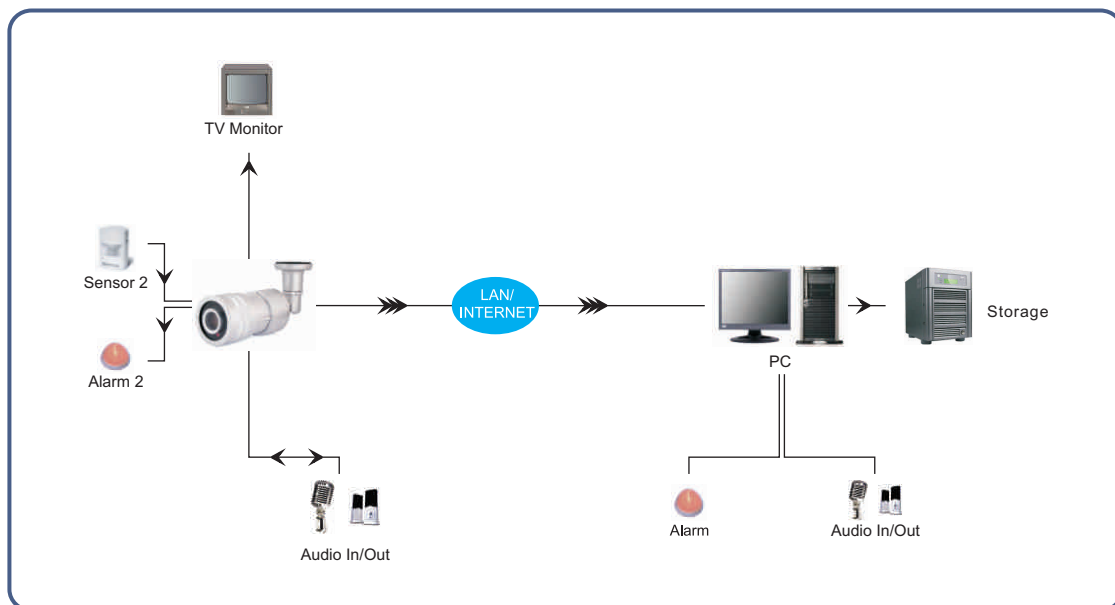 TV Monitor
Sensor 2
LAN/
INTERNET
Storage
PC
Alarm 2
Audio In/Out
Alarm
Audio In/Out